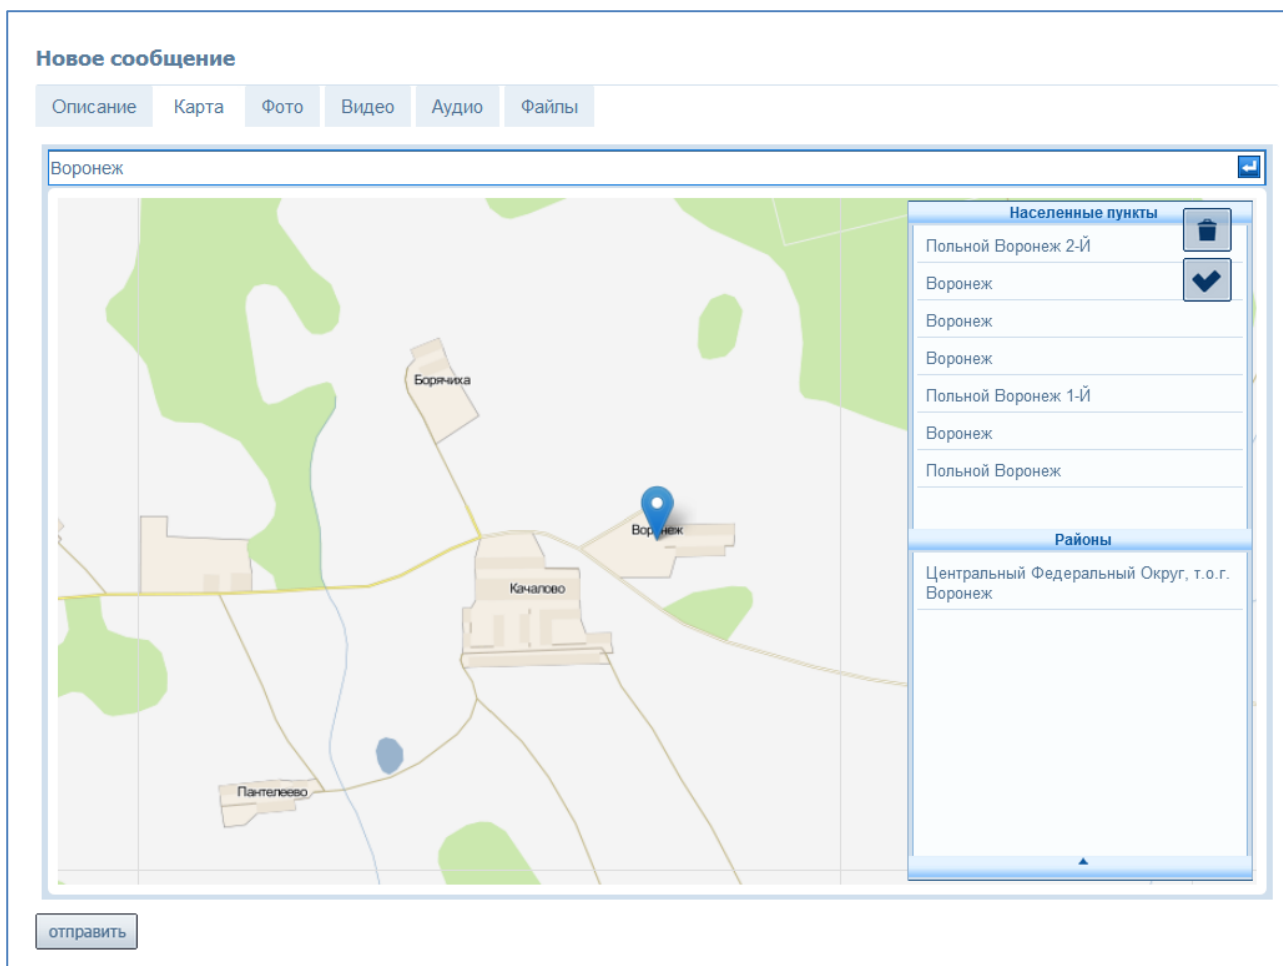 Новое сообщение
Описание Карта Фото Видео Аудио Файлы
Воронеж
Населенные пункты
Польной Воронеж 2-Й
Воронеж
Воронеж
Воронеж
Польной Воронеж 1-Й
Воронеж
Польной Воронеж
Районы
Центральный Федеральный Округ, т.о.г.
Воронеж
Борячиха
Воронеж
Качалово
Пантелеево
отправить